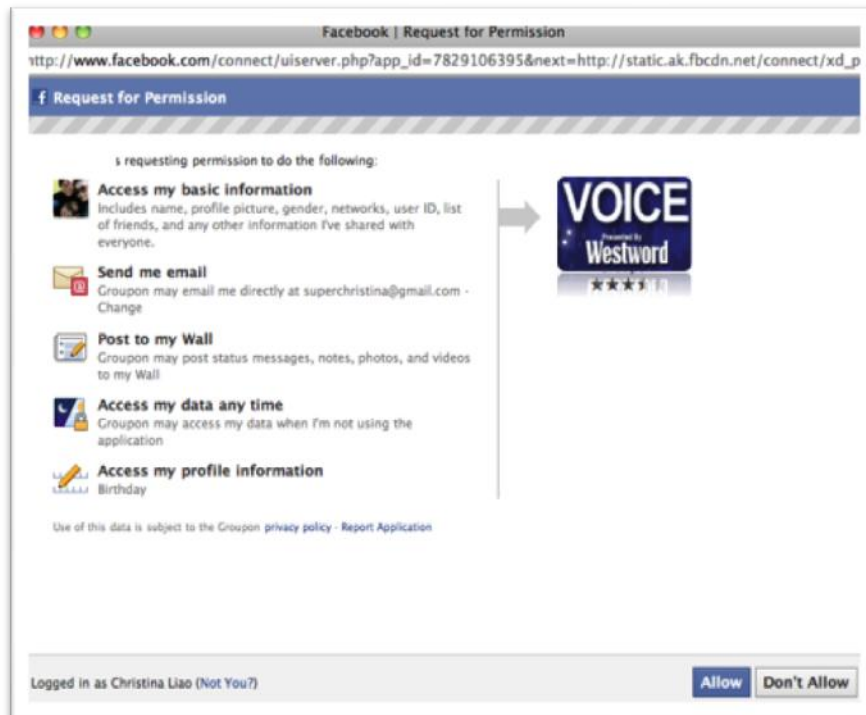 Facebook | Request for Permission
http://www.facebook.com/connect/uiserver.php?app_id=7829106395&next=http://static.ak.fbcdn.net/connect/xd_p
f Request for Permission
s requesting permission to do the following:
Access my basic information
Includes name, profile picture, gender, networks, user ID, list
of friends, and any other information I've shared with
everyone.
Send me email
Groupon may email me directly at superchristina@gmail.com ·
Change
Post to my Wall
Groupon may post status messages, notes, photos, and videos
to my Wall
Access my data any time
Groupon may access my data when I'm not using the
application
Access my profile information
Birthday
Use of this data is subject to the Groupon privacy policy · Report Application
VOICE
Presented By
Westword
Logged in as Christina Liao (Not You?)
Allow
Don't Allow